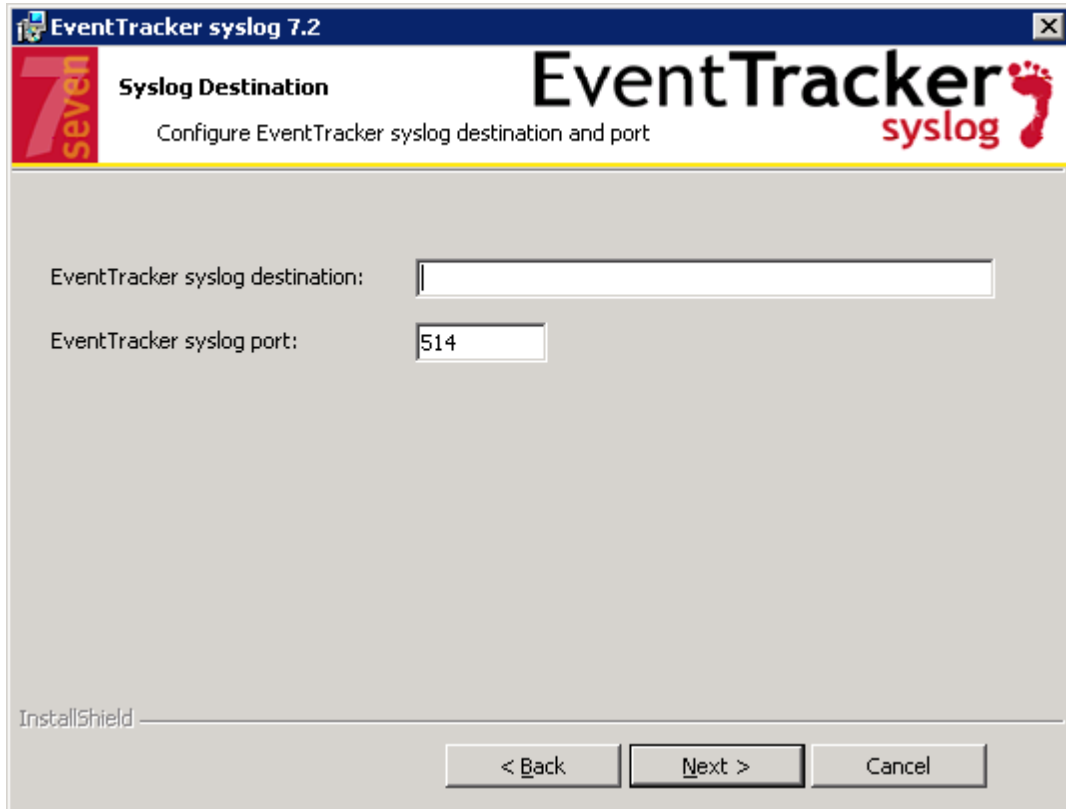 EventTracker syslog 7.2
7
seven
Syslog Destination
Configure EventTracker syslog destination and port
EventTracker
syslog
EventTracker syslog destination:
EventTracker syslog port:
514
InstallShield
< Back
Next >
Cancel